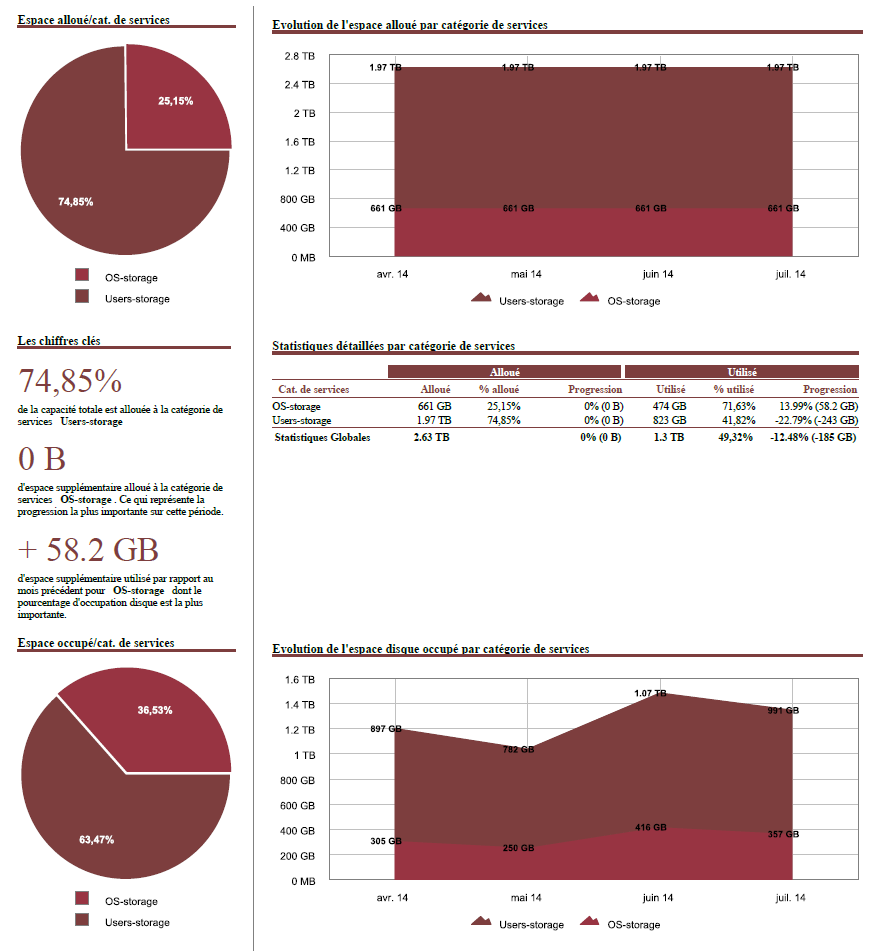 Espace alloué/cat. de services
25,15%
74,85%
OS-storage
Users-storage
Les chiffres clés
74,85%
de la capacité totale est allouée à la catégorie de
services Users-storage
0 B
d'espace supplémentaire alloué à la catégorie de
services OS-storage . Ce qui représente la
progression la plus importante sur cette période.
+ 58.2 GB
d'espace supplémentaire utilisé par rapport au
mois précédent pour OS-storage dont le
pourcentage d'occupation disque est la plus
importante.
Espace occupé/cat. de services
36,53%
63,47%
OS-storage
Users-storage
Evolution de l'espace alloué par catégorie de services
2.8 TB
2.4 TB
2 TB
1.6 TB
1.2 TB
800 GB
400 GB
0 MB
1.97 TB 1.97 TB 1.97 TB 1.97 TB
661 GB 661 GB 661 GB 661 GB
avr. 14 mai 14 juin 14 juil. 14
Users-storage OS-storage
Statistiques détaillées par catégorie de services
Alloué Utilisé
Cat. de services Alloué % alloué Progression Utilisé % utilisé Progression
OS-storage 661 GB 25,15% 0% (0 B) 474 GB 71,63% 13.99% (58.2 GB)
Users-storage 1.97 TB 74,85% 0% (0 B) 823 GB 41,82% -22.79% (-243 GB)
Statistiques Globales 2.63 TB 0% (0 B) 1.3 TB 49,32% -12.48% (-185 GB)
Evolution de l'espace disque occupé par catégorie de services
1.6 TB
1.4 TB
1.2 TB
1 TB
800 GB
600 GB
400 GB
200 GB
0 MB
897 GB 782 GB 1.07 TB 991 GB
305 GB 250 GB 416 GB 357 GB
avr. 14 mai 14 juin 14 juil. 14
Users-storage OS-storage